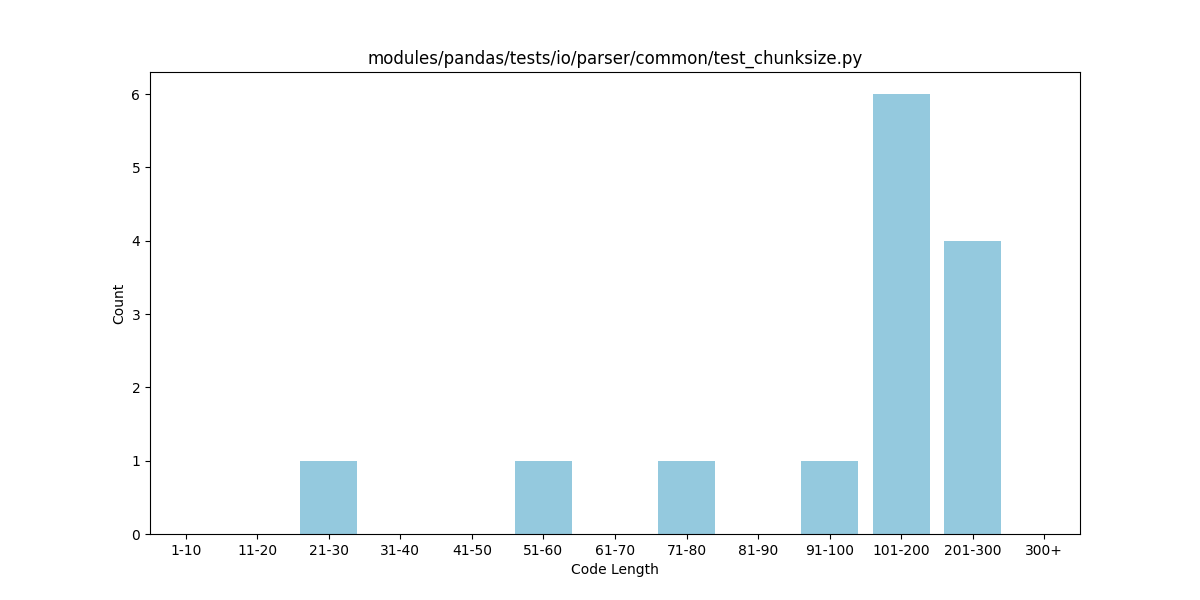 modules/pandas/tests/io/parser/common/test_chunksize.py
6
5
4
3
2
1
0
Count
1-10 11-20 21-30 31-40 41-50 51-60 61-70 71-80 81-90 91-100 101-200 201-300 300+
Code Length